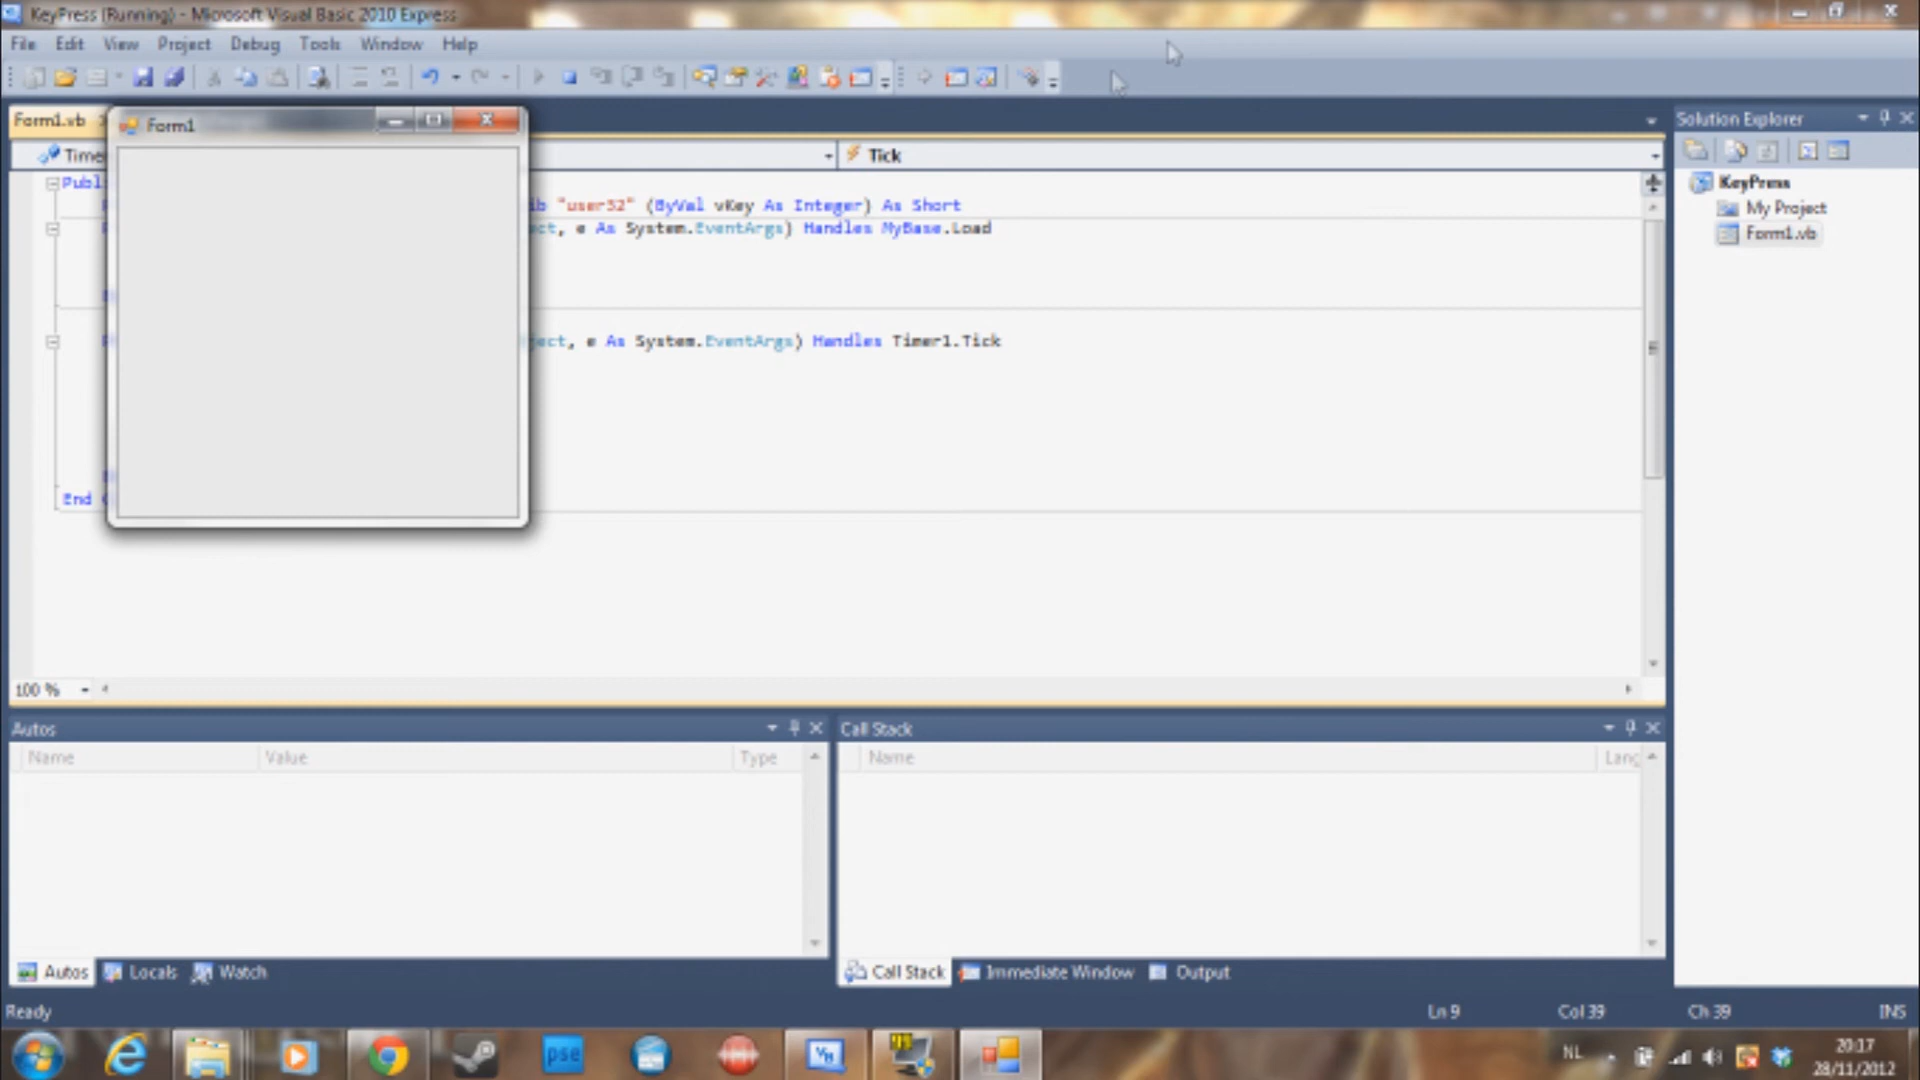 KeyPress (Running) - Microsoft Visual Basic 2010 Express
File Edit View Project Debug Tools Window Help
Form1.vb
Form1
Solution Explorer
Time
Tick
Publ
"user32" (ByVal vKey As Integer) As Short
, e As System.EventArgs) Handles MyBase.Load
, e As System.EventArgs) Handles Timer1.Tick
End
KeyPress
My Project
Form1.vb
100 %
Autos
Call Stack
Name Value Type
Name Lang
Autos Locals Watch
Call Stack Immediate Window Output
Ready Ln 9 Col 39 Ch 39 INS
pse
NL
20:17
28/11/2012